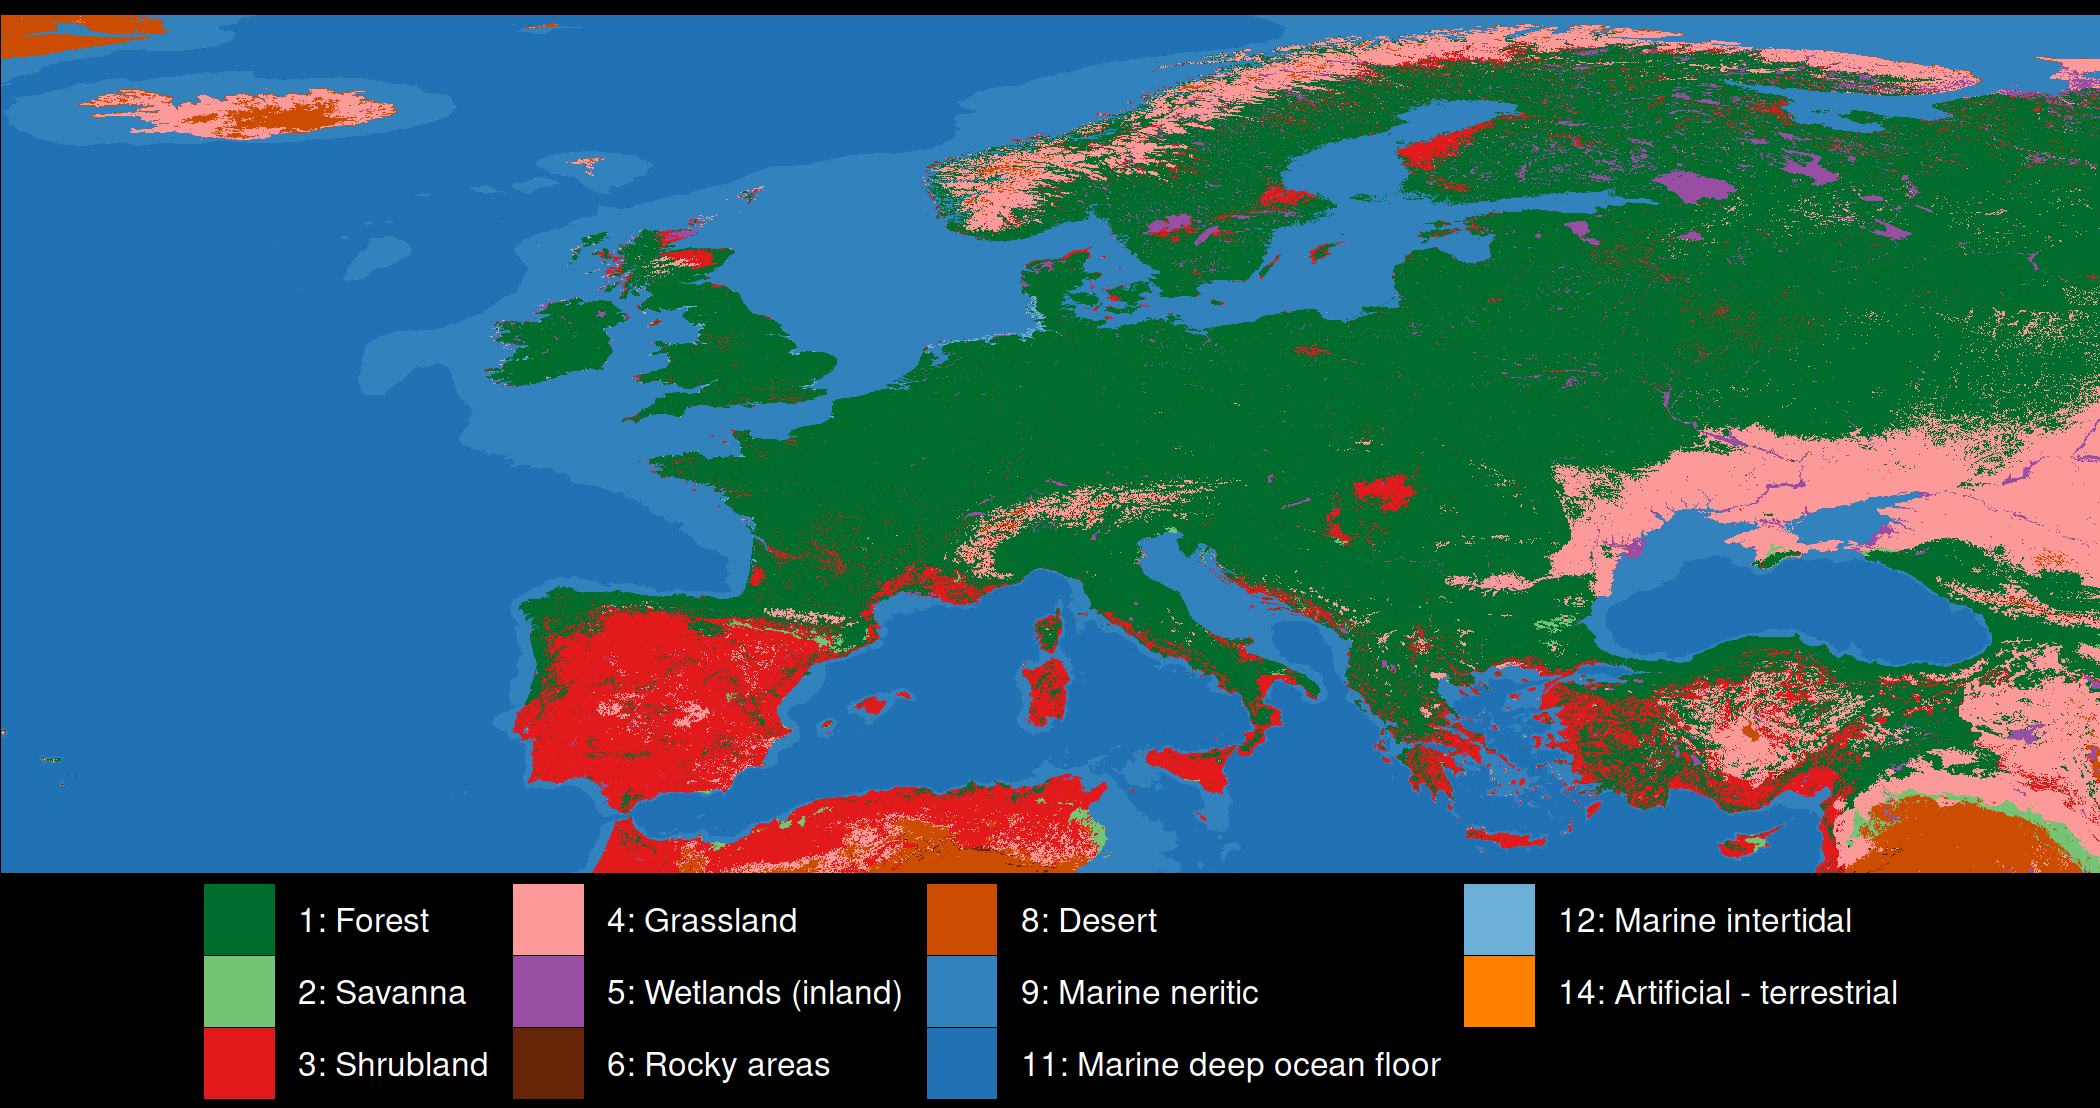 1: Forest
2: Savanna
3: Shrubland
4: Grassland
5: Wetlands (inland)
6: Rocky areas
8: Desert
9: Marine neritic
11: Marine deep ocean floor
12: Marine intertidal
14: Artificial - terrestrial